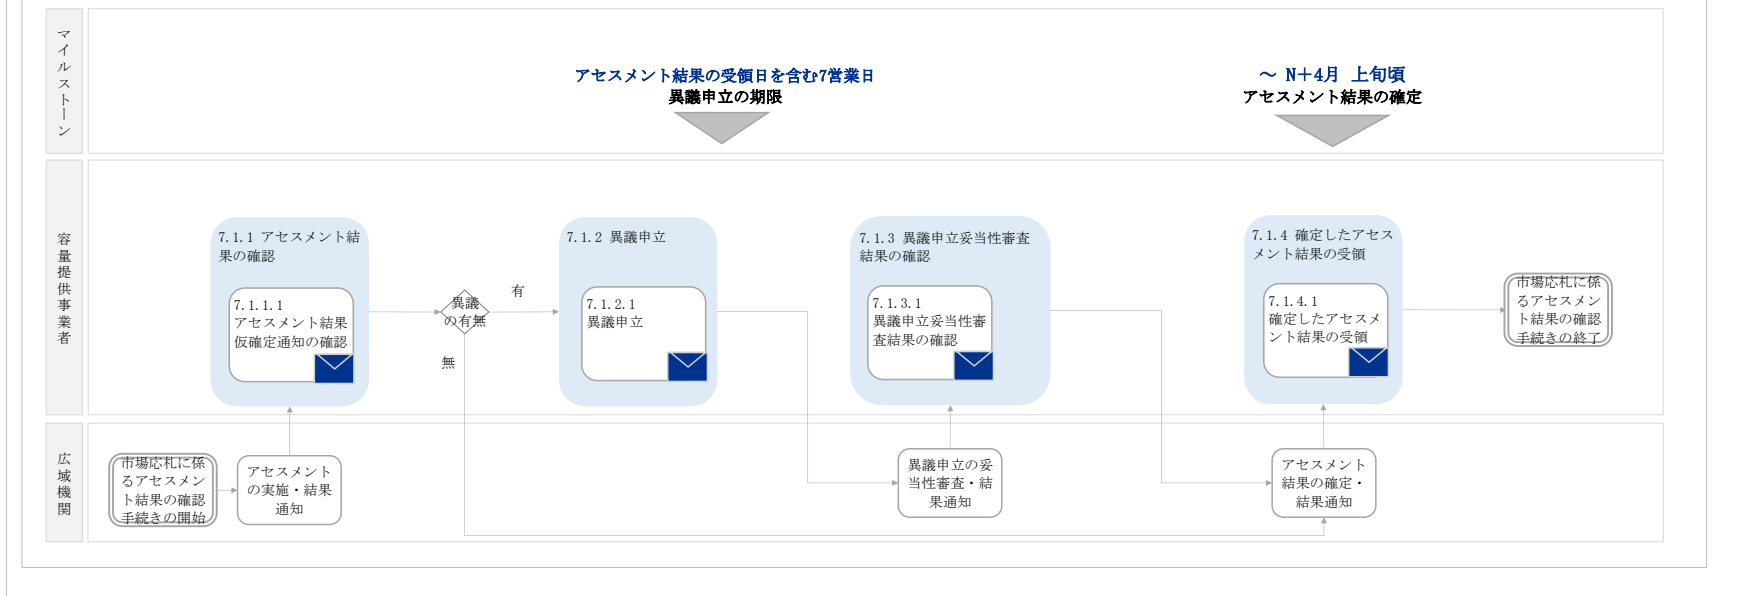 マイルストーン
アセスメント結果の受領日を含む7営業日
異議申立の期限
～ N＋4月 上旬頃
アセスメント結果の確定
容量提供事業者
7.1.1 アセスメント結
果の確認
7.1.1.1
アセスメント結果
仮確定通知の確認
異議
の有無
有
無
7.1.2 異議申立
7.1.2.1
異議申立
7.1.3 異議申立妥当性審査
結果の確認
7.1.3.1
異議申立妥当性審
査結果の確認
7.1.4 確定したアセス
メント結果の受領
7.1.4.1
確定したアセスメ
ント結果の受領
市場応札に係
るアセスメン
ト結果の確認
手続きの終了
広域機関
市場応札に係
るアセスメン
ト結果の確認
手続きの開始
アセスメント
の実施・結果
通知
異議申立の妥
当性審査・結
果通知
アセスメント
結果の確定・
結果通知